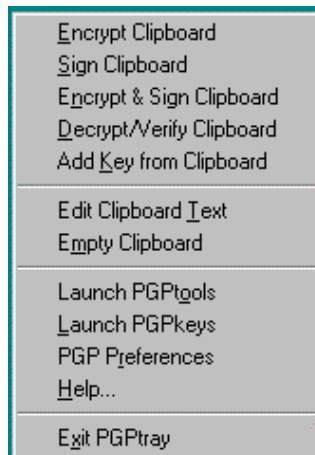 Encrypt Clipboard
Sign Clipboard
Encrypt & Sign Clipboard
Decrypt/Verify Clipboard
Add Key from Clipboard
Edit Clipboard Text
Empty Clipboard
Launch PGPtools
Launch PGPkeys
PGP Preferences
Help...
Exit PGPtray